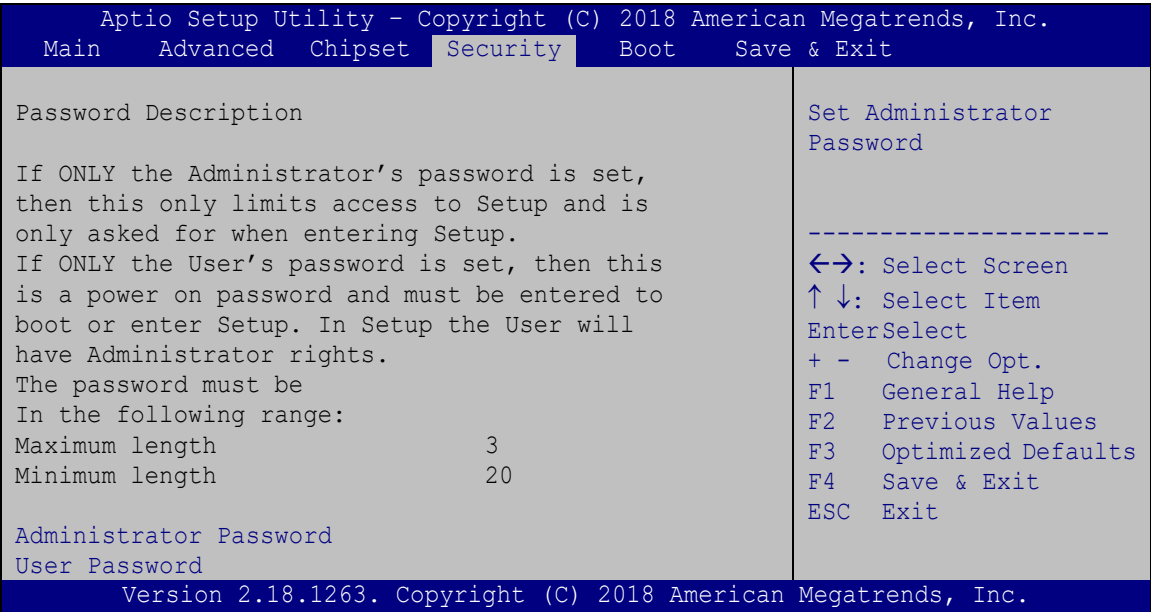 Aptio Setup Utility – Copyright (C) 2018 American Megatrends, Inc.
Main Advanced Chipset Security Boot Save & Exit
Password Description
If ONLY the Administrator’s password is set,
then this only limits access to Setup and is
only asked for when entering Setup.
If ONLY the User’s password is set, then this
is a power on password and must be entered to
boot or enter Setup. In Setup the User will
have Administrator rights.
The password must be
In the following range:
Maximum length 3
Minimum length 20
Administrator Password
User Password
Set Administrator
Password
---------------------
←→: Select Screen
↑ ↓: Select Item
EnterSelect
+ - Change Opt.
F1 General Help
F2 Previous Values
F3 Optimized Defaults
F4 Save & Exit
ESC Exit
Version 2.18.1263. Copyright (C) 2018 American Megatrends, Inc.